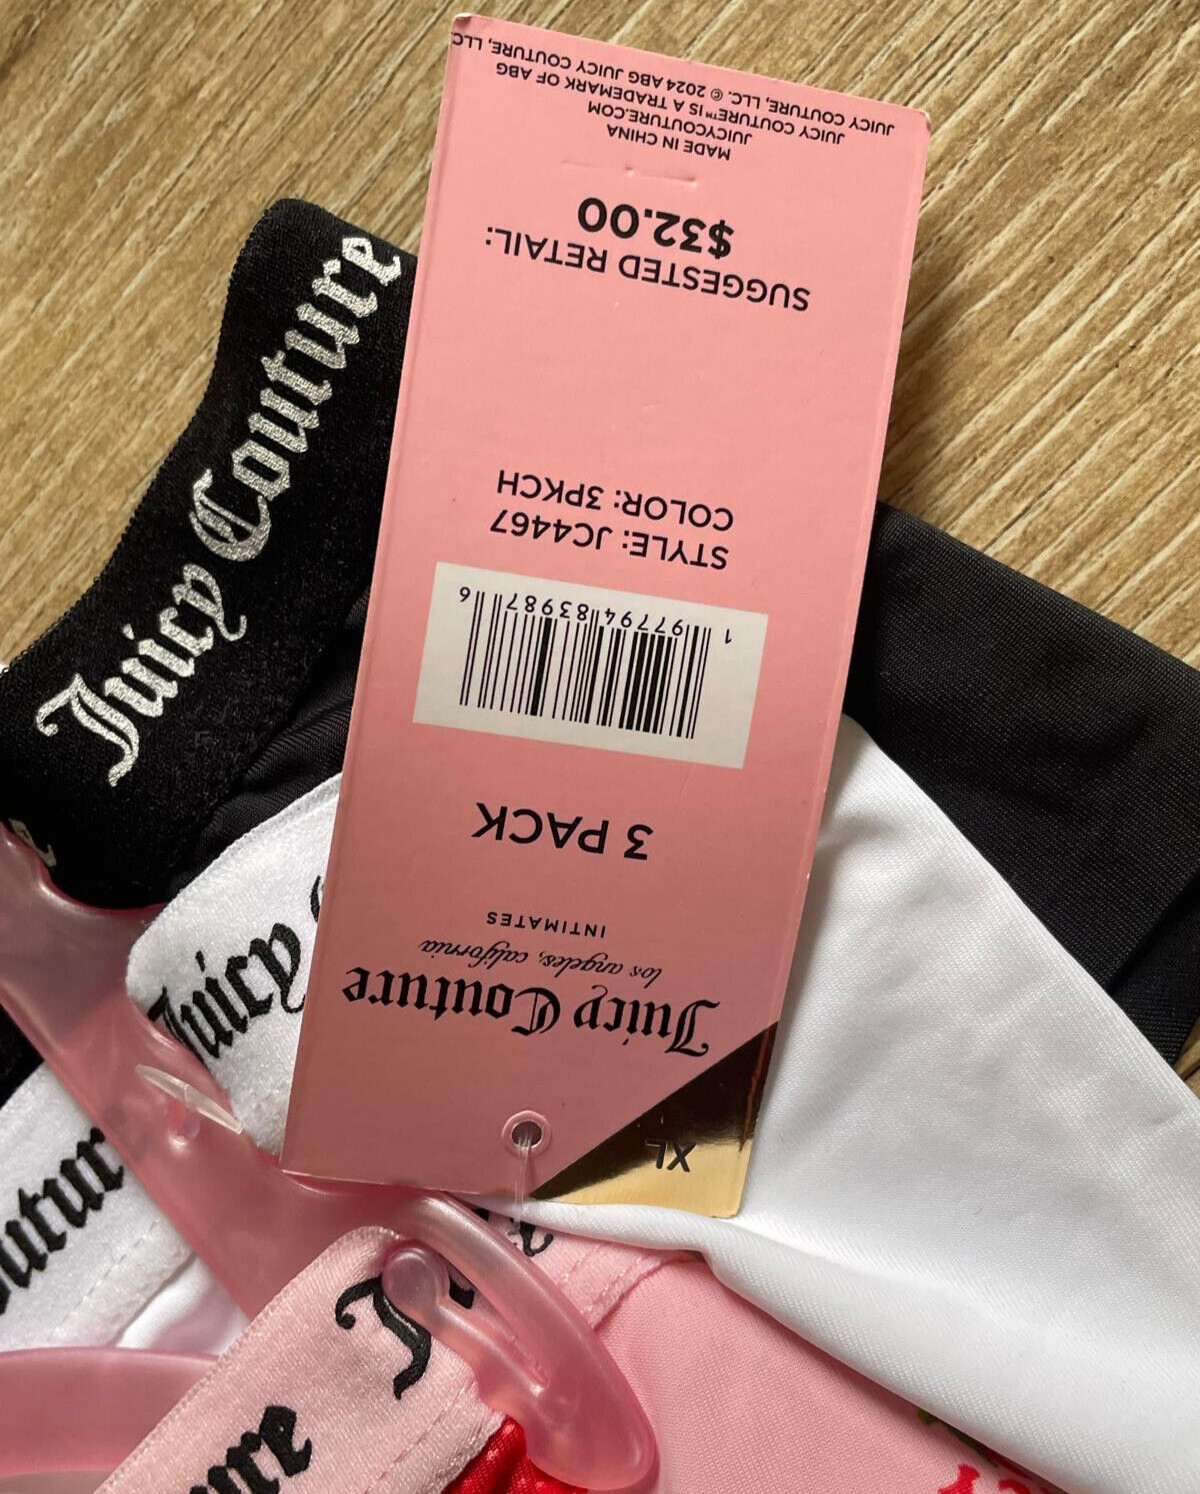 Juicy Couture
los angeles, california
INTIMATES
3 PACK
1 97794 83987 6
STYLE: JC4467
COLOR: 3PKCH
SUGGESTED RETAIL:
$32.00
MADE IN CHINA
JUICYCOUTURE.COM
JUICY COUTURE™ IS A TRADEMARK OF ABG
JUICY COUTURE, LLC. © 2024 ABG JUICY COUTURE, LLC
XL
Juicy Couture
Juicy
outur
J
ure